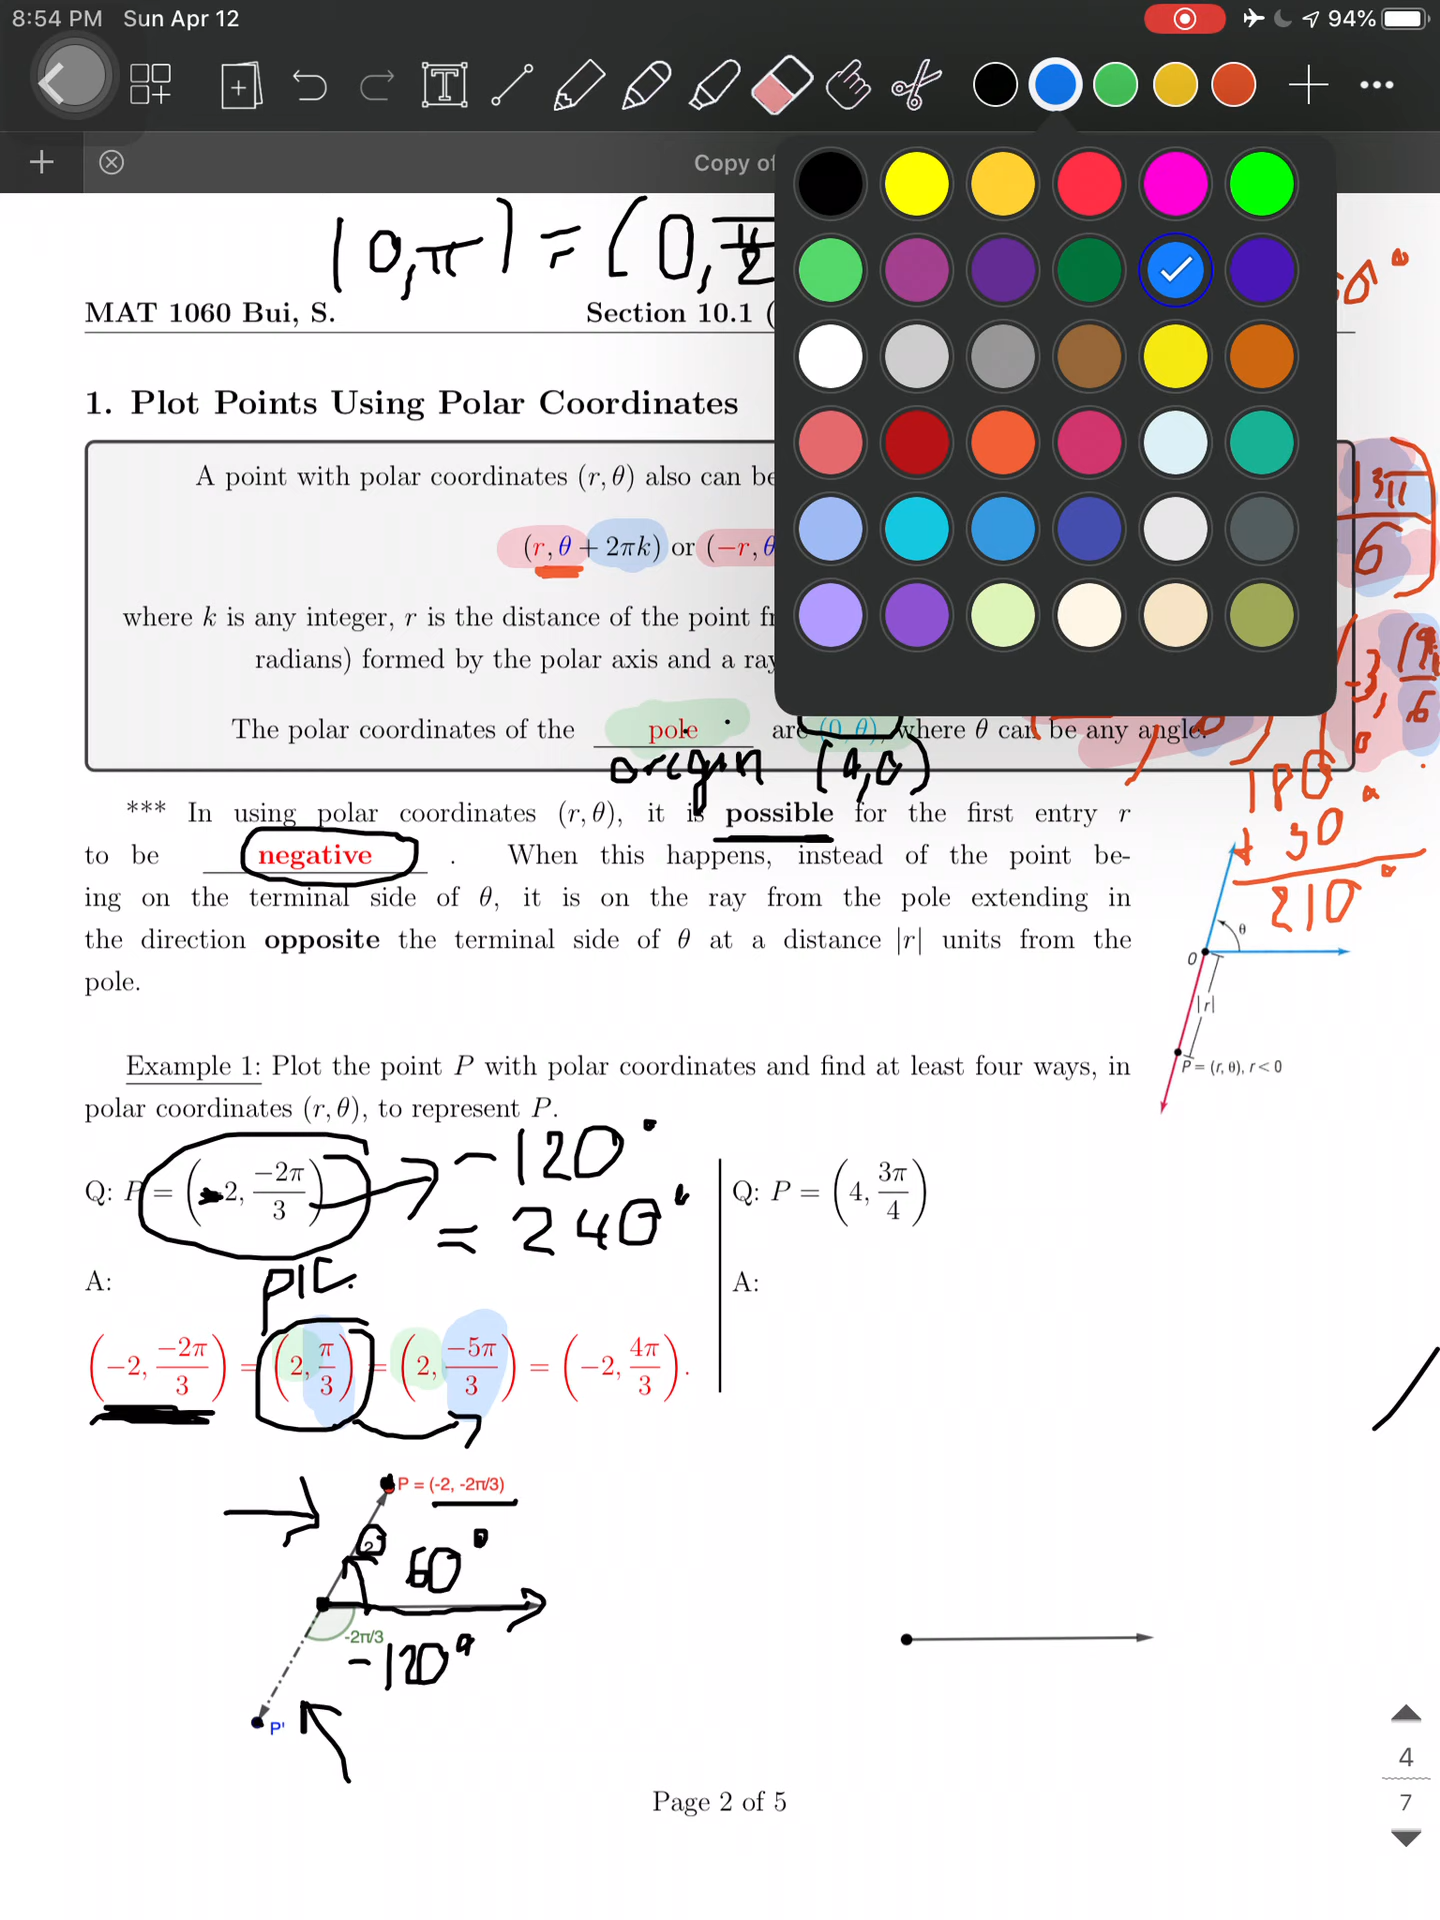 8:54 PM Sun Apr 12 94%
Copy of
(0, π) = (0, π/2
MAT 1060 Bui, S. Section 10.1 (
1. Plot Points Using Polar Coordinates
A point with polar coordinates (r, θ) also can be
(r, θ + 2πk) or (−r, θ
13π/6)
where k is any integer, r is the distance of the point fr
radians) formed by the polar axis and a ray
-3,
The polar coordinates of the pole are (0, θ), where θ can be any angle.
origin
*** In using polar coordinates (r, θ), it is possible for the first entry r
to be negative . When this happens, instead of the point be-
ing on the terminal side of θ, it is on the ray from the pole extending in
the direction opposite the terminal side of θ at a distance |r| units from the
pole.
180°
+ 30°
210°
θ
O
|r|
P = (r, θ), r < 0
Example 1: Plot the point P with polar coordinates and find at least four ways, in
polar coordinates (r, θ), to represent P.
Q: P = (-2, −2π/3) → −120°
= 240°
Q: P = (4, 3π/4)
A: PIC.
A:
(−2, −2π/3) = (2, π/3) = (2, −5π/3) = (−2, 4π/3).
P = (-2, -2π/3)
2
60°
-2π/3
−120°
P'
Page 2 of 5
4
7